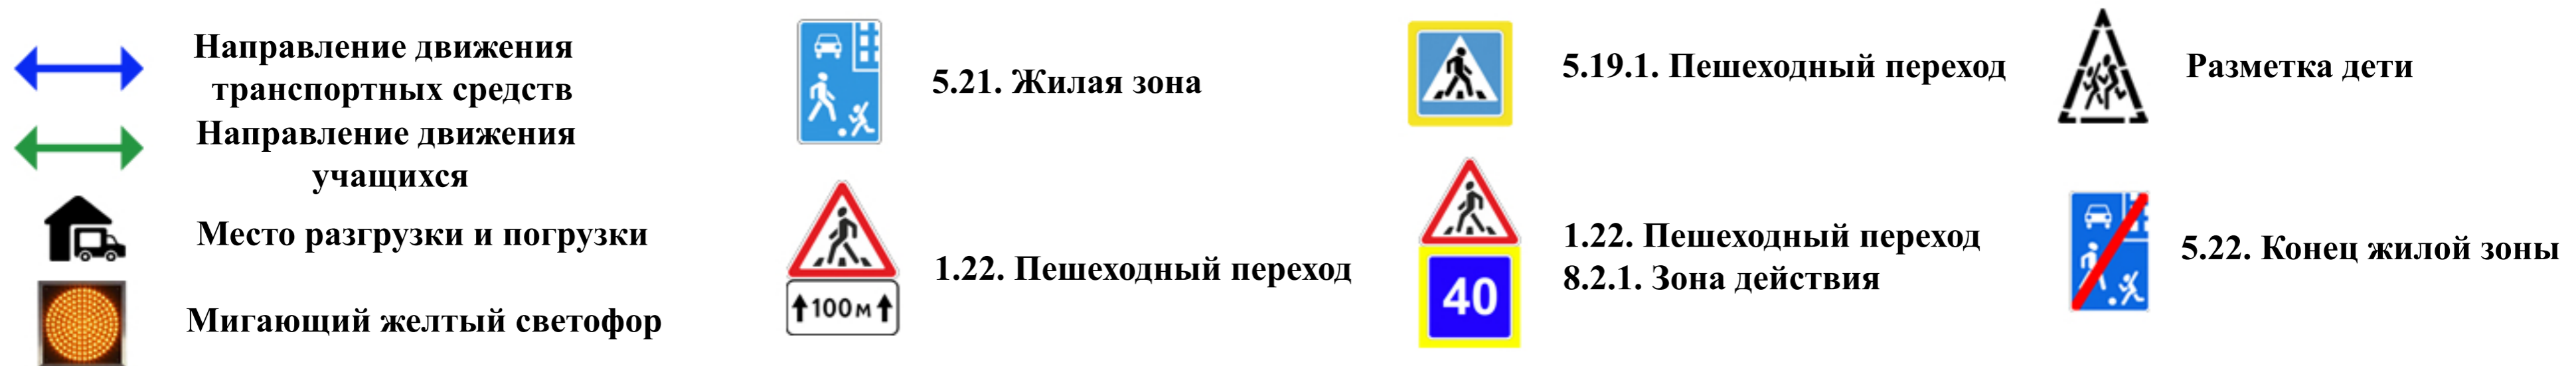 Направление движения
транспортных средств
Направление движения
учащихся
Место разгрузки и погрузки
Мигающий желтый светофор
5.21. Жилая зона
100м
1.22. Пешеходный переход
5.19.1. Пешеходный переход
40
1.22. Пешеходный переход
8.2.1. Зона действия
Разметка дети
5.22. Конец жилой зоны